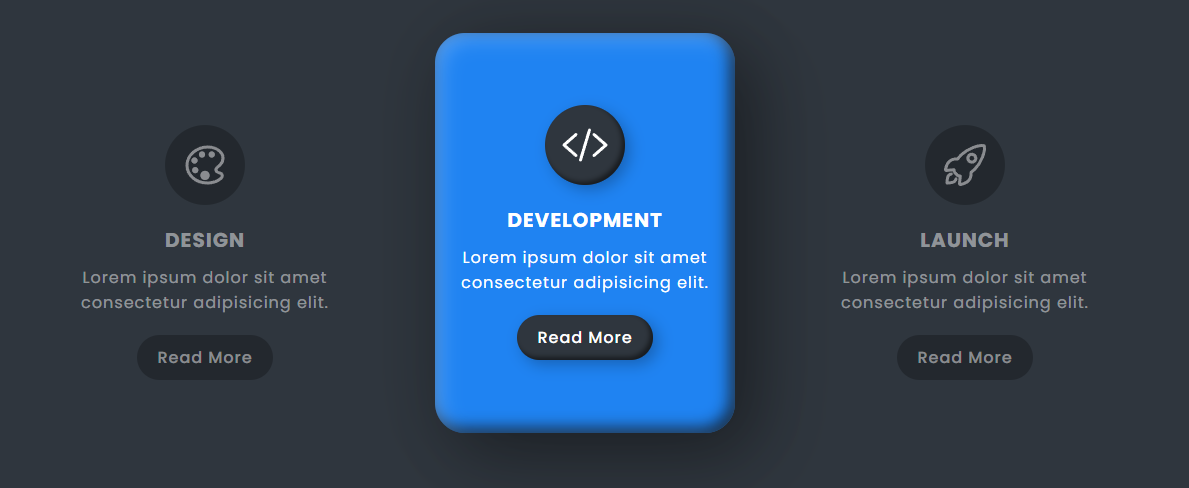 DESIGN
Lorem ipsum dolor sit amet
consectetur adipisicing elit.
Read More
DEVELOPMENT
Lorem ipsum dolor sit amet
consectetur adipisicing elit.
Read More
LAUNCH
Lorem ipsum dolor sit amet
consectetur adipisicing elit.
Read More